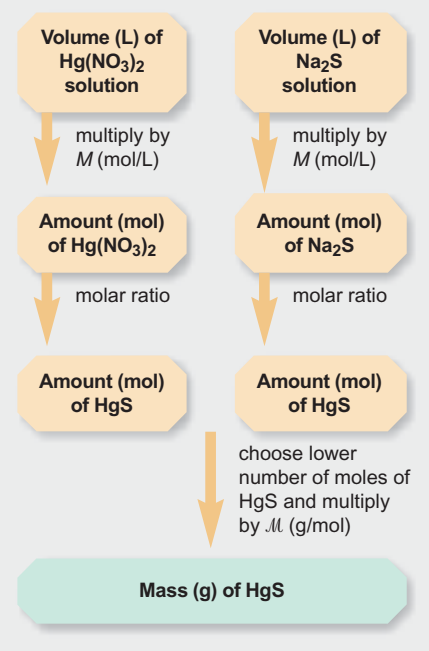 Volume (L) of
Hg(NO₃)₂
solution
Volume (L) of
Na₂S
solution
multiply by
M (mol/L)
multiply by
M (mol/L)
Amount (mol)
of Hg(NO₃)₂
Amount (mol)
of Na₂S
molar ratio
molar ratio
Amount (mol)
of HgS
Amount (mol)
of HgS
choose lower
number of moles of
HgS and multiply
by ℳ (g/mol)
Mass (g) of HgS